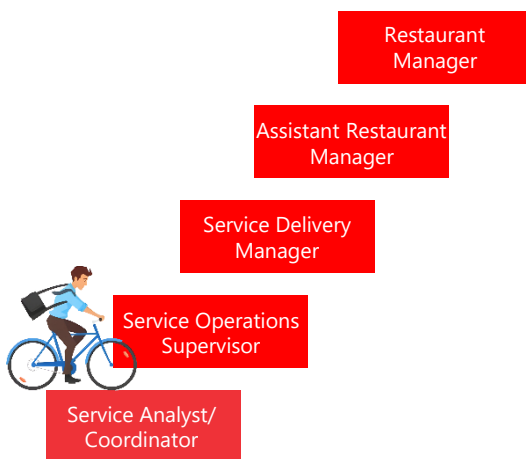 Restaurant
Manager
Assistant Restaurant
Manager
Service Delivery
Manager
Service Operations
Supervisor
Service Analyst/
Coordinator